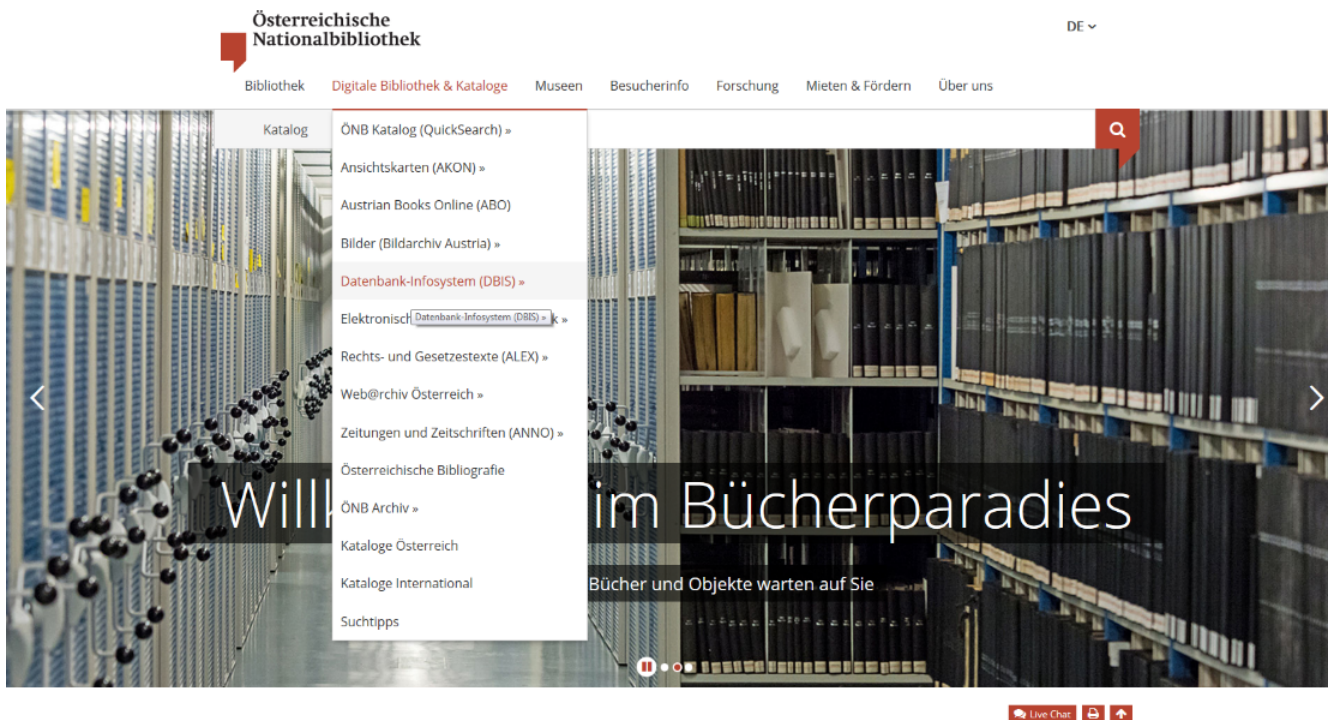 Österreichische
Nationalbibliothek
DE
Bibliothek Digitale Bibliothek & Kataloge Museen Besucherinfo Forschung Mieten & Fördern Über uns
Katalog
ÖNB Katalog (QuickSearch) »
Ansichtskarten (AKON) »
Austrian Books Online (ABO)
Bilder (Bildarchiv Austria) »
Datenbank-Infosystem (DBIS) »
Elektronisch k »
Datenbank-Infosystem (DBIS) »
Rechts- und Gesetzestexte (ALEX) »
Web@rchiv Österreich »
Zeitungen und Zeitschriften (ANNO) »
Österreichische Bibliografie
ÖNB Archiv »
Kataloge Österreich
Kataloge International
Suchtipps
Will im Bücherparadies
Bücher und Objekte warten auf Sie
Live Chat